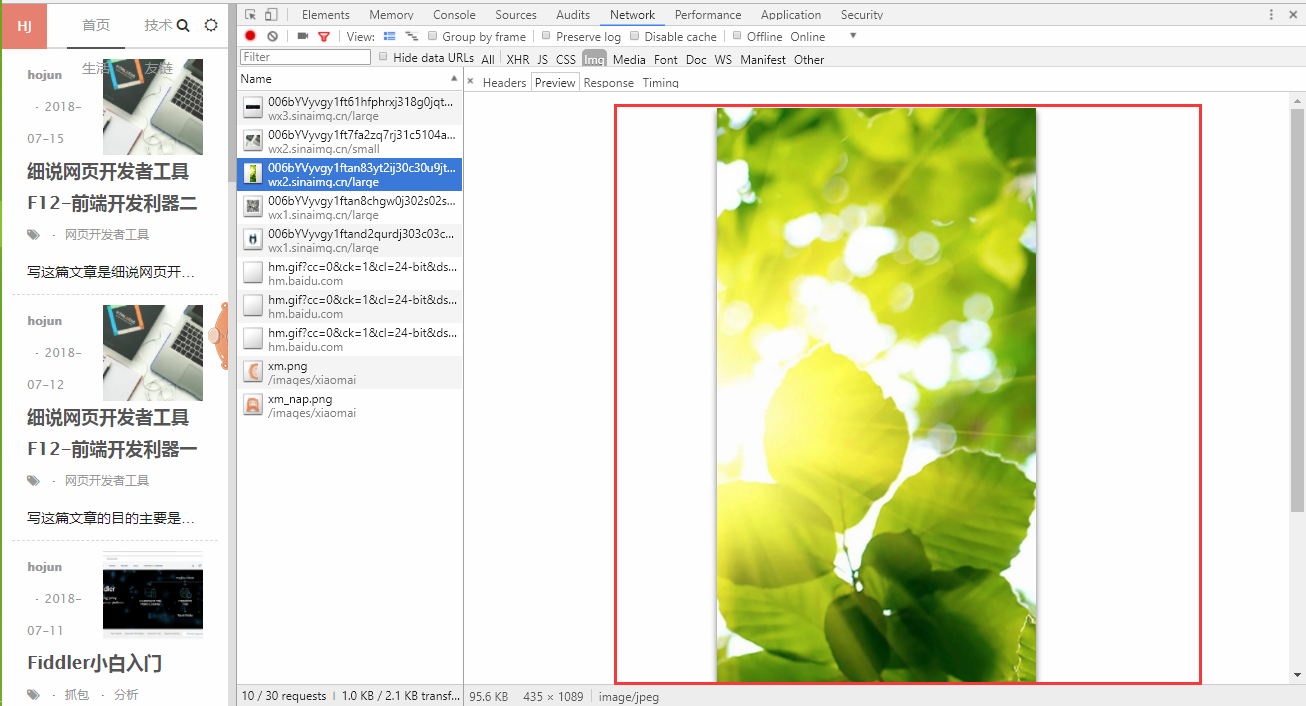 HJ
首页
技术
生活
友链
hojun
· 2018-
07-15
细说网页开发者工具
F12-前端开发利器二
· 网页开发者工具
写这篇文章是细说网页开...
hojun
· 2018-
07-12
细说网页开发者工具
F12-前端开发利器一
· 网页开发者工具
写这篇文章的目的主要是...
hojun
· 2018-
07-11
Fiddler小白入门
· 抓包 · 分析
Elements Memory Console Sources Audits Network Performance Application Security
View: Group by frame Preserve log Disable cache Offline Online
Filter Hide data URLs All XHR JS CSS Img Media Font Doc WS Manifest Other
Name
006bYVyvgy1ft61hfphrxj318g0jqt...
wx3.sinaimg.cn/large
006bYVyvgy1ft7fa2zq7rj31c5104a...
wx2.sinaimg.cn/small
006bYVyvgy1ftan83yt2ij30c30u9jt...
wx2.sinaimg.cn/large
006bYVyvgy1ftan8chgw0j302s02s...
wx1.sinaimg.cn/large
006bYVyvgy1ftand2qurdj303c03c...
wx1.sinaimg.cn/large
hm.gif?cc=0&ck=1&cl=24-bit&ds...
hm.baidu.com
hm.gif?cc=0&ck=1&cl=24-bit&ds...
hm.baidu.com
hm.gif?cc=0&ck=1&cl=24-bit&ds...
hm.baidu.com
xm.png
/images/xiaomai
xm_nap.png
/images/xiaomai
10 / 30 requests | 1.0 KB / 2.1 KB transf...
× Headers Preview Response Timing
95.6 KB 435 × 1089 image/jpeg